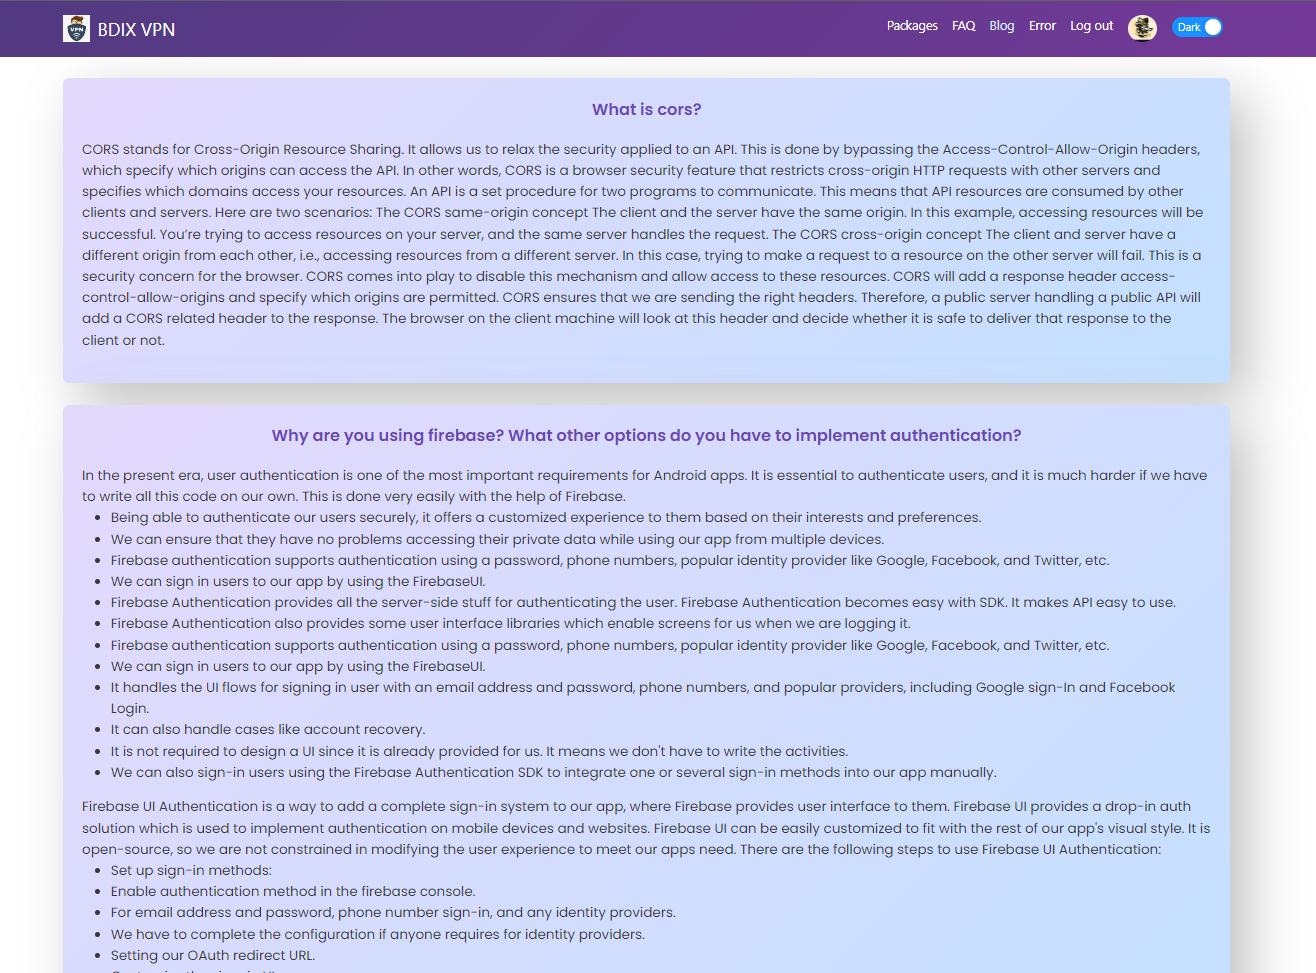 BDIX VPN
Packages FAQ Blog Error Log out Dark
What is cors?
CORS stands for Cross-Origin Resource Sharing. It allows us to relax the security applied to an API. This is done by bypassing the Access-Control-Allow-Origin headers,
which specify which origins can access the API. In other words, CORS is a browser security feature that restricts cross-origin HTTP requests with other servers and
specifies which domains access your resources. An API is a set procedure for two programs to communicate. This means that API resources are consumed by other
clients and servers. Here are two scenarios: The CORS same-origin concept The client and the server have the same origin. In this example, accessing resources will be
successful. You’re trying to access resources on your server, and the same server handles the request. The CORS cross-origin concept The client and server have a
different origin from each other, i.e., accessing resources from a different server. In this case, trying to make a request to a resource on the other server will fail. This is a
security concern for the browser. CORS comes into play to disable this mechanism and allow access to these resources. CORS will add a response header access-
control-allow-origins and specify which origins are permitted. CORS ensures that we are sending the right headers. Therefore, a public server handling a public API will
add a CORS related header to the response. The browser on the client machine will look at this header and decide whether it is safe to deliver that response to the
client or not.
Why are you using firebase? What other options do you have to implement authentication?
In the present era, user authentication is one of the most important requirements for Android apps. It is essential to authenticate users, and it is much harder if we have
to write all this code on our own. This is done very easily with the help of Firebase.
• Being able to authenticate our users securely, it offers a customized experience to them based on their interests and preferences.
• We can ensure that they have no problems accessing their private data while using our app from multiple devices.
• Firebase authentication supports authentication using a password, phone numbers, popular identity provider like Google, Facebook, and Twitter, etc.
• We can sign in users to our app by using the FirebaseUI.
• Firebase Authentication provides all the server-side stuff for authenticating the user. Firebase Authentication becomes easy with SDK. It makes API easy to use.
• Firebase Authentication also provides some user interface libraries which enable screens for us when we are logging it.
• Firebase authentication supports authentication using a password, phone numbers, popular identity provider like Google, Facebook, and Twitter, etc.
• We can sign in users to our app by using the FirebaseUI.
• It handles the UI flows for signing in user with an email address and password, phone numbers, and popular providers, including Google sign-In and Facebook
Login.
• It can also handle cases like account recovery.
• It is not required to design a UI since it is already provided for us. It means we don't have to write the activities.
• We can also sign-in users using the Firebase Authentication SDK to integrate one or several sign-in methods into our app manually.
Firebase UI Authentication is a way to add a complete sign-in system to our app, where Firebase provides user interface to them. Firebase UI provides a drop-in auth
solution which is used to implement authentication on mobile devices and websites. Firebase UI can be easily customized to fit with the rest of our app's visual style. It is
open-source, so we are not constrained in modifying the user experience to meet our apps need. There are the following steps to use Firebase UI Authentication:
• Set up sign-in methods:
• Enable authentication method in the firebase console.
• For email address and password, phone number sign-in, and any identity providers.
• We have to complete the configuration if anyone requires for identity providers.
• Setting our OAuth redirect URL.